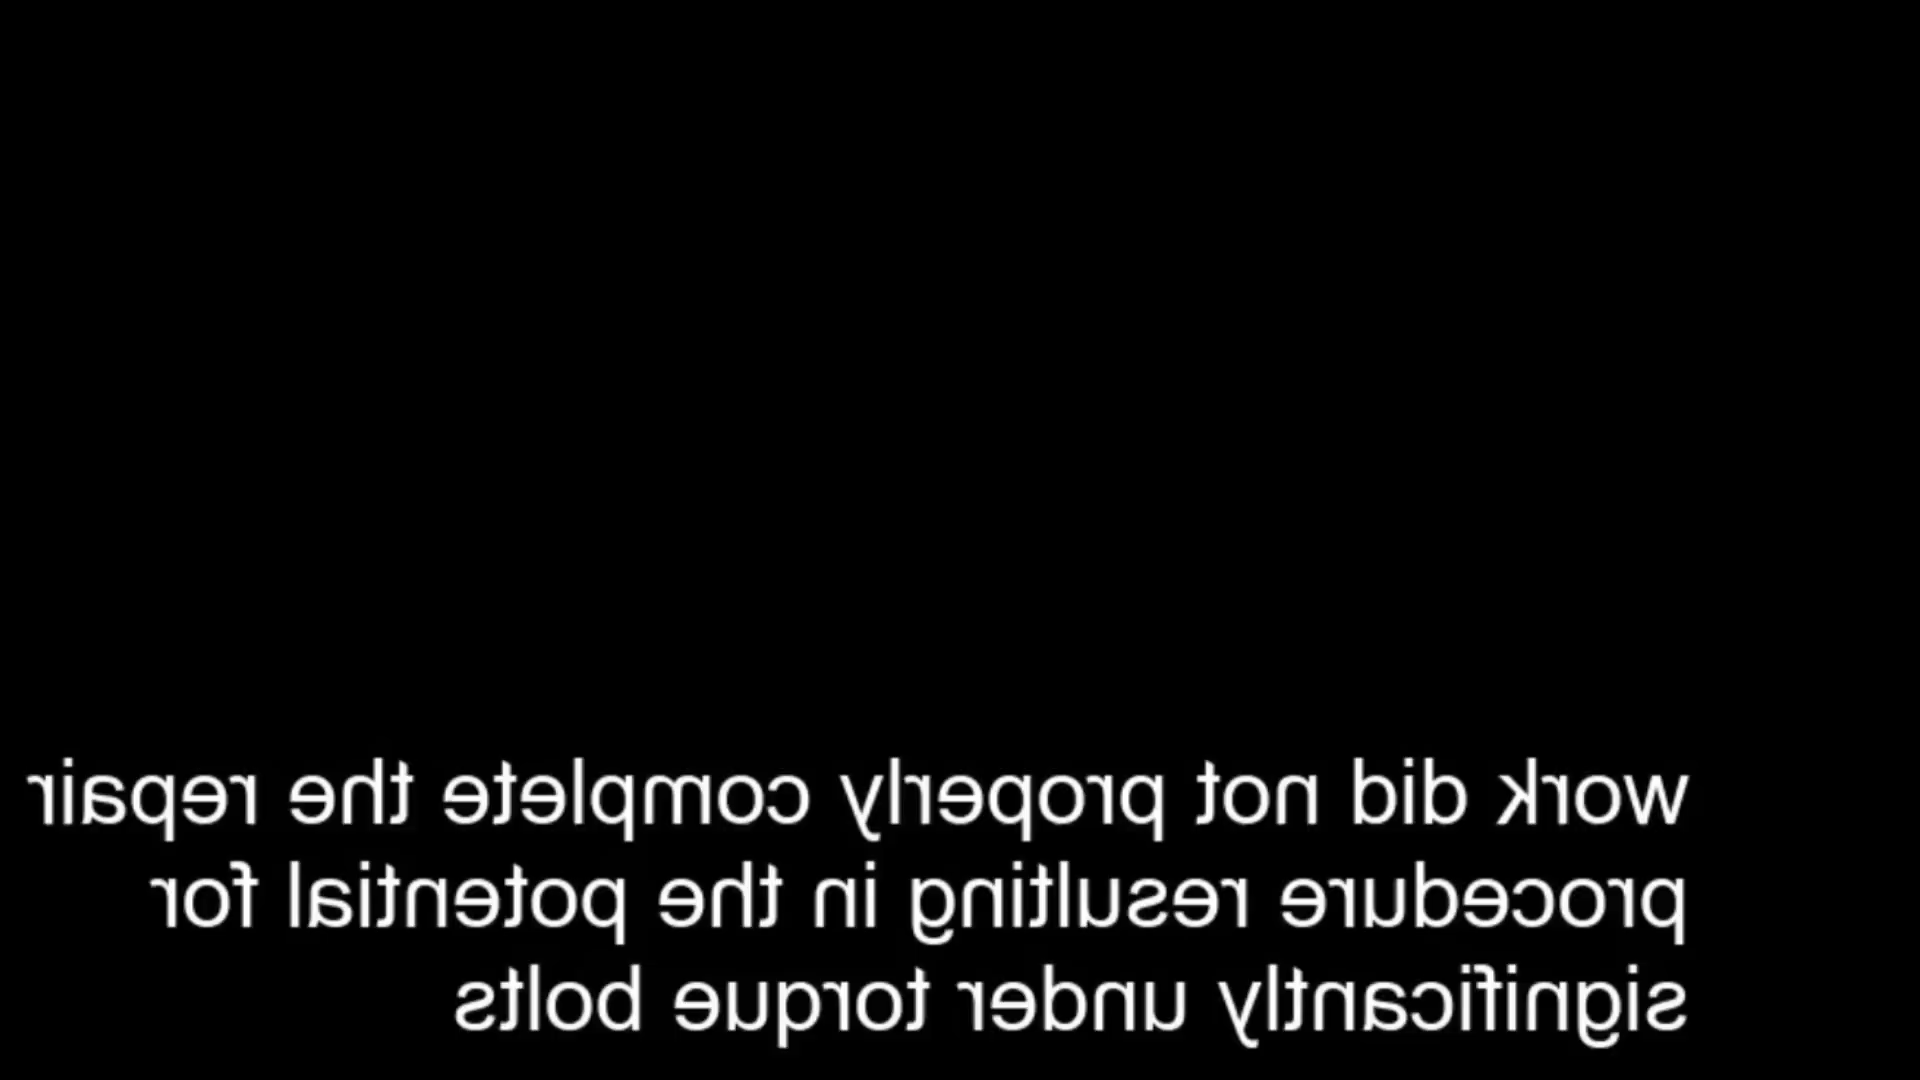 work did not properly complete the repair
procedure resulting in the potential for
significantly under torque bolts